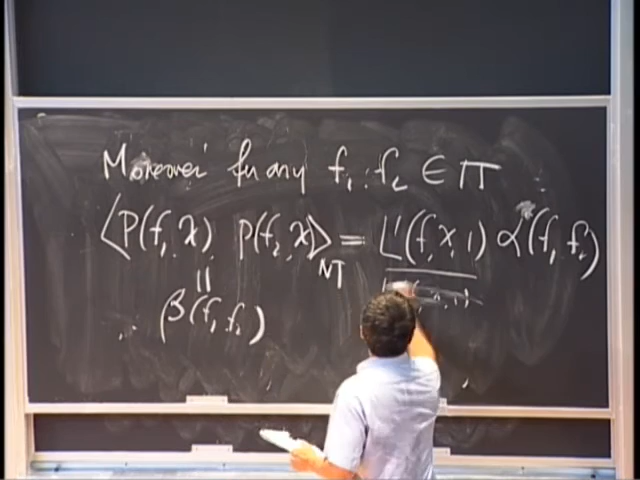 Moreover for any f₁, f₂ ∈ Π
⟨P(f₁, χ), P(f₂, χ)⟩_NT = L'(f, χ, 1) α(f₁, f₂)
||
β(f₁, f₂)